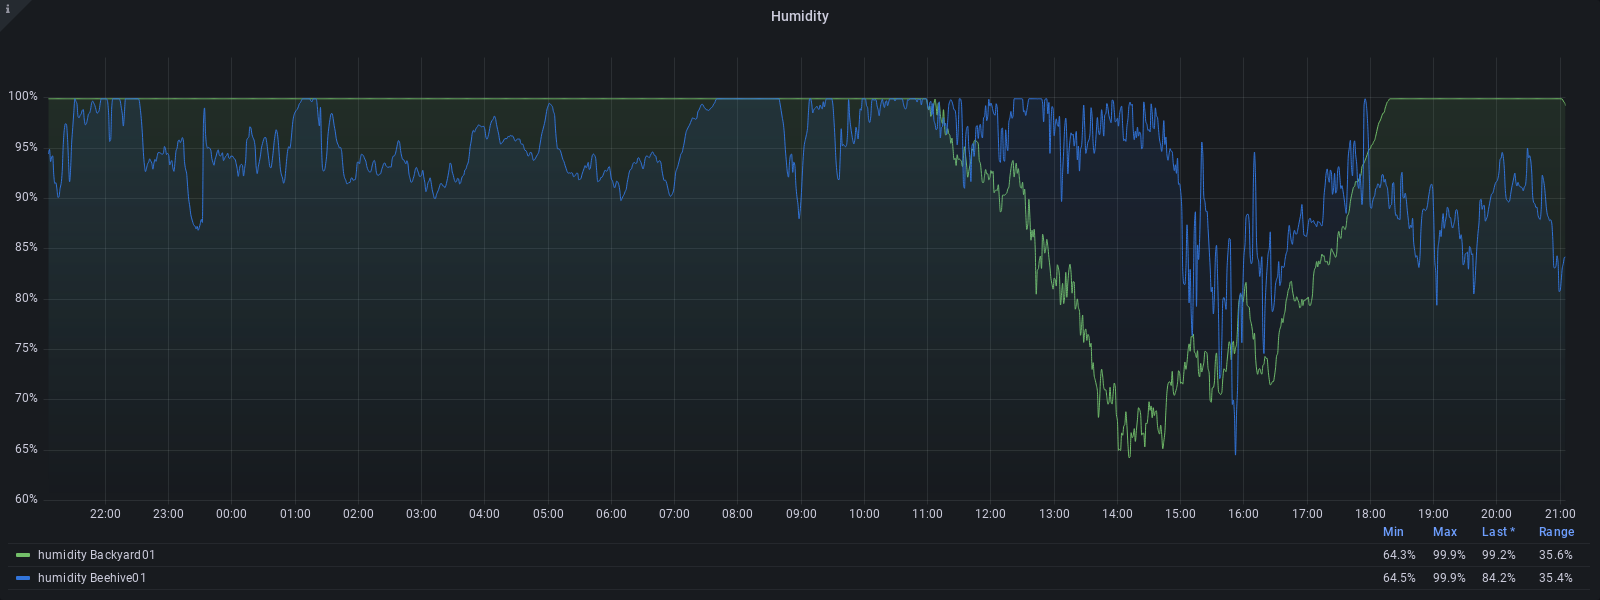 i
Humidity
100%
95%
90%
85%
80%
75%
70%
65%
60%
22:00 23:00 00:00 01:00 02:00 03:00 04:00 05:00 06:00 07:00 08:00 09:00 10:00 11:00 12:00 13:00 14:00 15:00 16:00 17:00 18:00 19:00 20:00 21:00
Min Max Last * Range
humidity Backyard01 64.3% 99.9% 99.2% 35.6%
humidity Beehive01 64.5% 99.9% 84.2% 35.4%